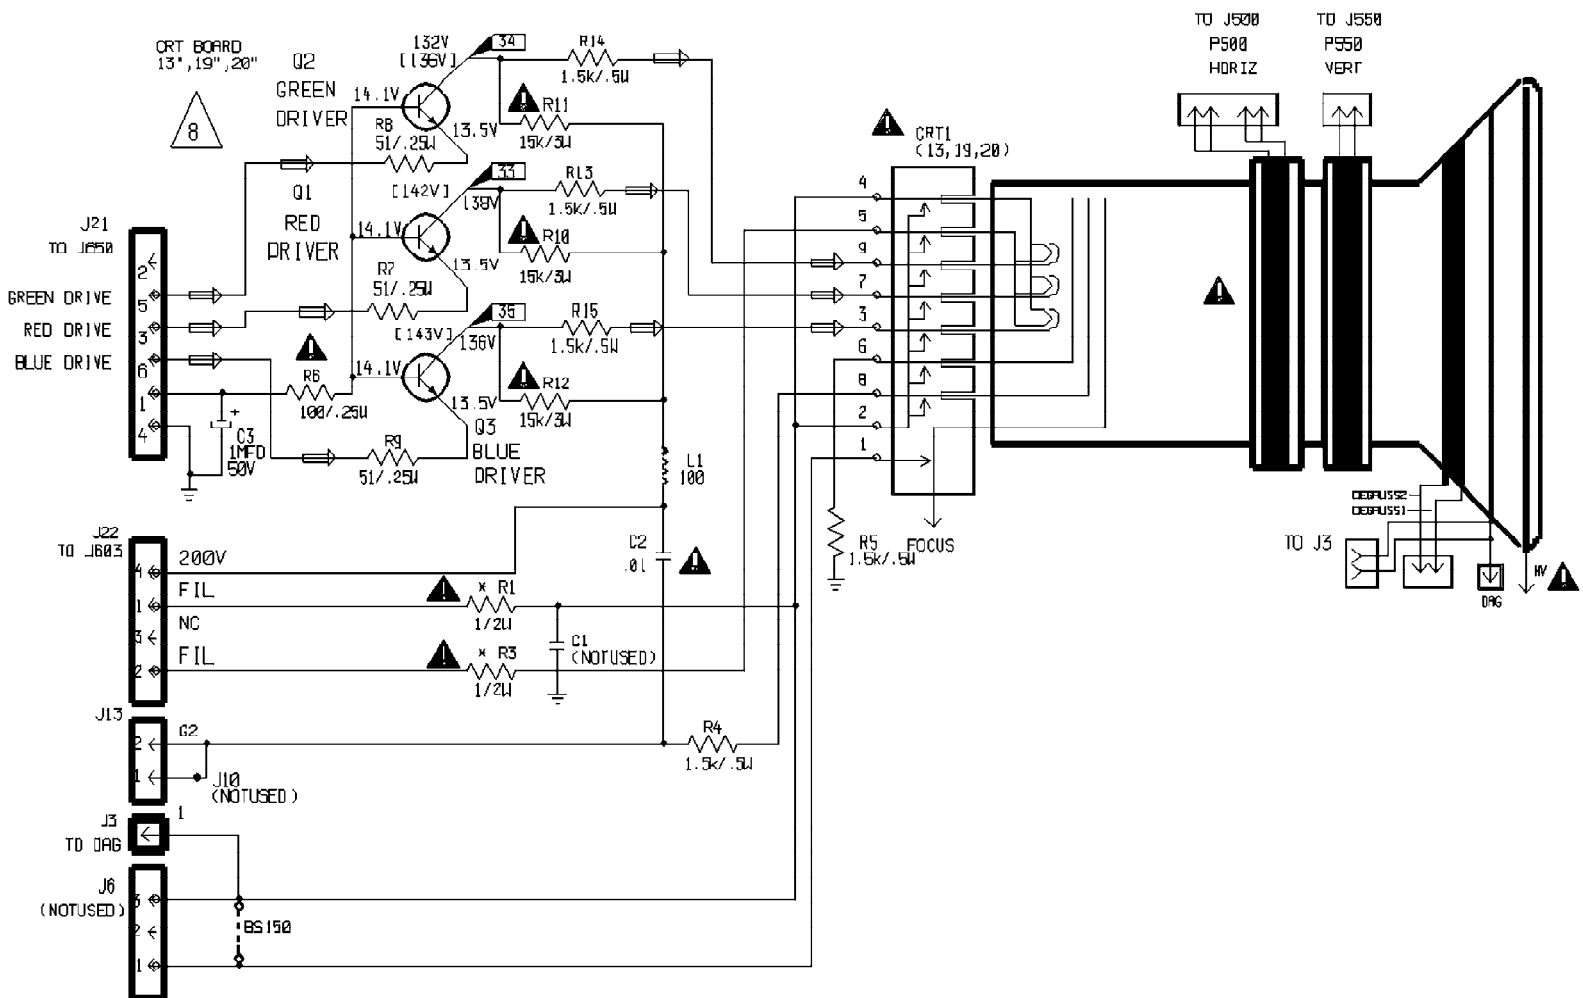 CRT BOARD
13",19",20"
8
Q2
GREEN
DRIVER
132V
[136V]
34
R14
1.5k/.5W
14.1V
13.5V
R8
51/.25W
R11
15k/3W
Q1
RED
DRIVER
[142V]
138V
33
R13
1.5k/.5W
14.1V
13.5V
R7
51/.25W
R10
15k/3W
J21
TO J850
2
GREEN DRIVE
5
RED DRIVE
3
BLUE DRIVE
6
1
4
[143V]
136V
35
R15
1.5k/.5W
14.1V
13.5V
R6
100/.25W
R12
15k/3W
+
C3
1MFD
50V
R9
51/.25W
Q3
BLUE
DRIVER
L1
100
CRT1
(13,19,20)
4
5
9
7
3
6
8
2
1
FOCUS
R5
1.5k/.5W
TO J500
P500
HORIZ
TO J550
P550
VERT
DEGAUSS2
DEGAUSS1
TO J3
DAG
HV
J22
TO J603
4
200V
FIL
1
NC
3
FIL
2
* R1
1/2W
* R3
1/2W
C1
(NOTUSED)
C2
.01
J13
2
G2
1
J10
(NOTUSED)
R4
1.5k/.5W
J3
TO DAG
1
J6
(NOTUSED)
3
2
1
BS150